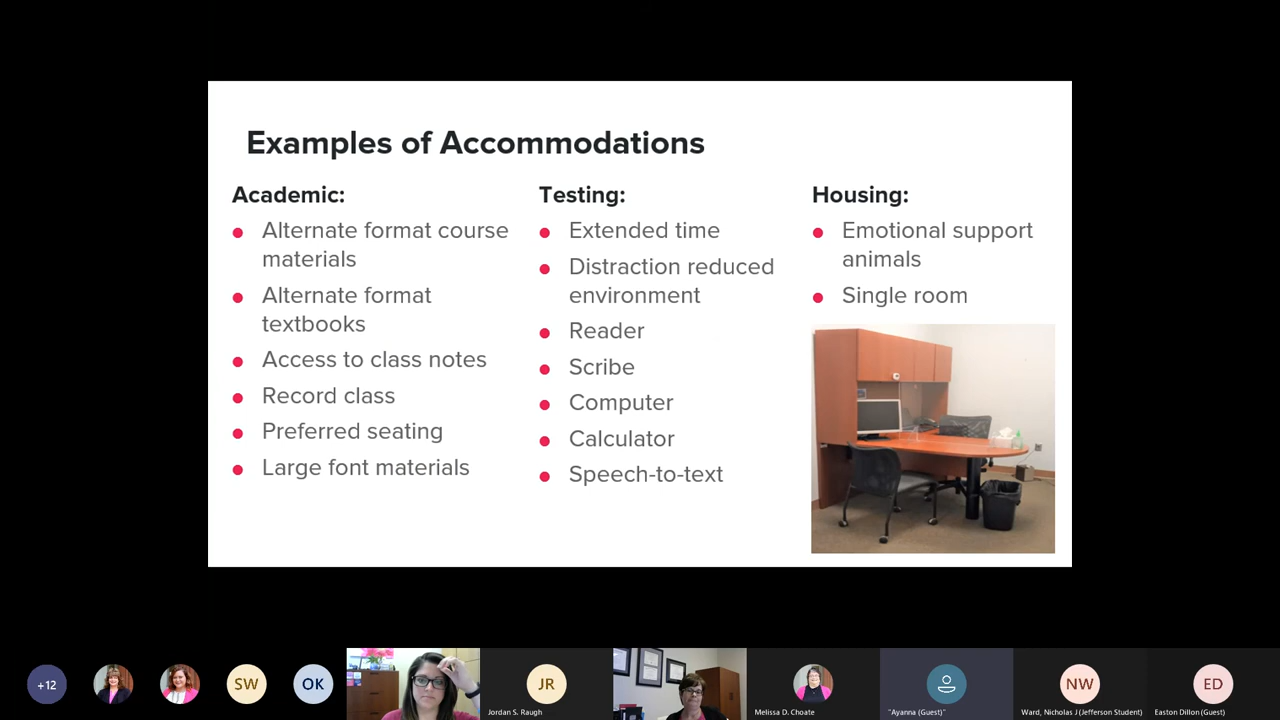 Examples of Accommodations
Academic:
Alternate format course
materials
Alternate format
textbooks
Access to class notes
Record class
Preferred seating
Large font materials
Testing:
Extended time
Distraction reduced
environment
Reader
Scribe
Computer
Calculator
Speech-to-text
Housing:
Emotional support
animals
Single room
+12
SW
OK
JR
Jordan S. Raugh
Melissa D. Choate
"Ayanna (Guest)"
NW
Ward, Nicholas J (Jefferson Student)
ED
Easton Dillon (Guest)